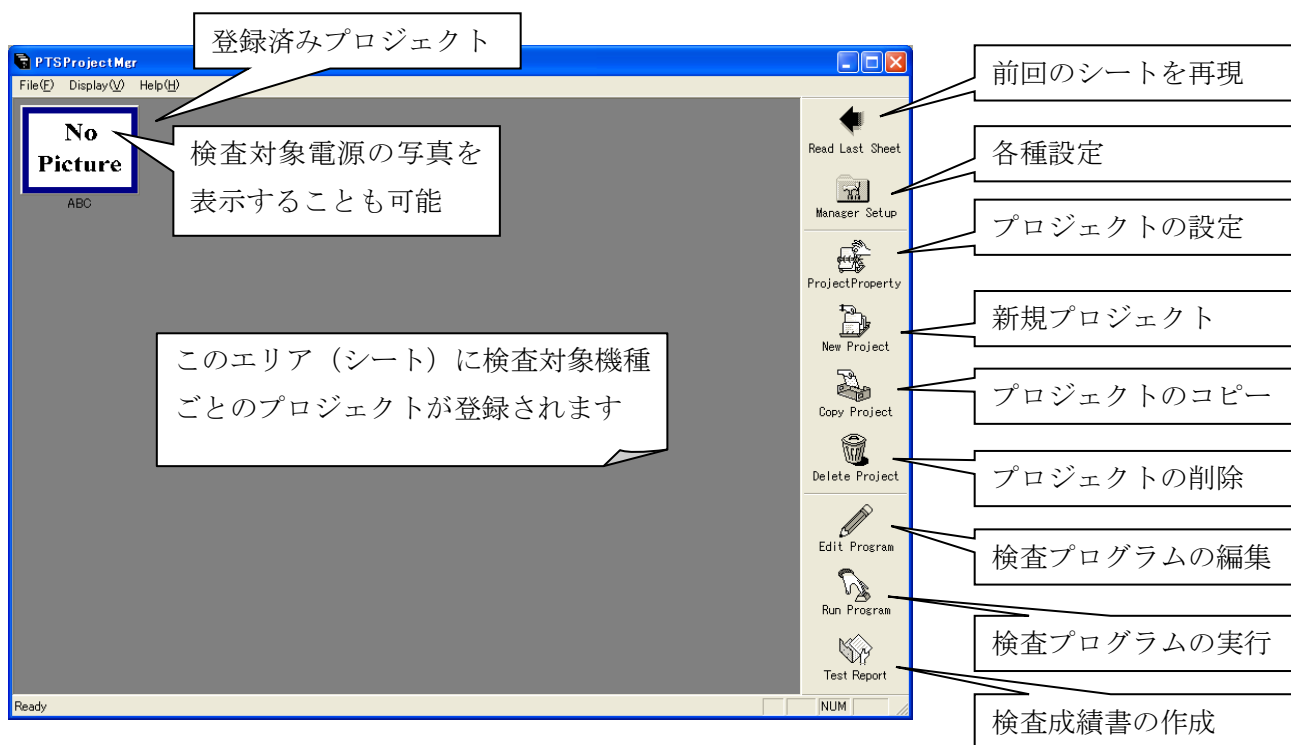 登録済みプロジェクト
PTSProjectMgr
File(F) Display(V) Help(H)
No
Picture
ABC
検査対象電源の写真を
表示することも可能
このエリア（シート）に検査対象機種
ごとのプロジェクトが登録されます
Read Last Sheet
前回のシートを再現
Manager Setup
各種設定
ProjectProperty
プロジェクトの設定
New Project
新規プロジェクト
Copy Project
プロジェクトのコピー
Delete Project
プロジェクトの削除
Edit Program
検査プログラムの編集
Run Program
検査プログラムの実行
Test Report
検査成績書の作成
Ready
NUM